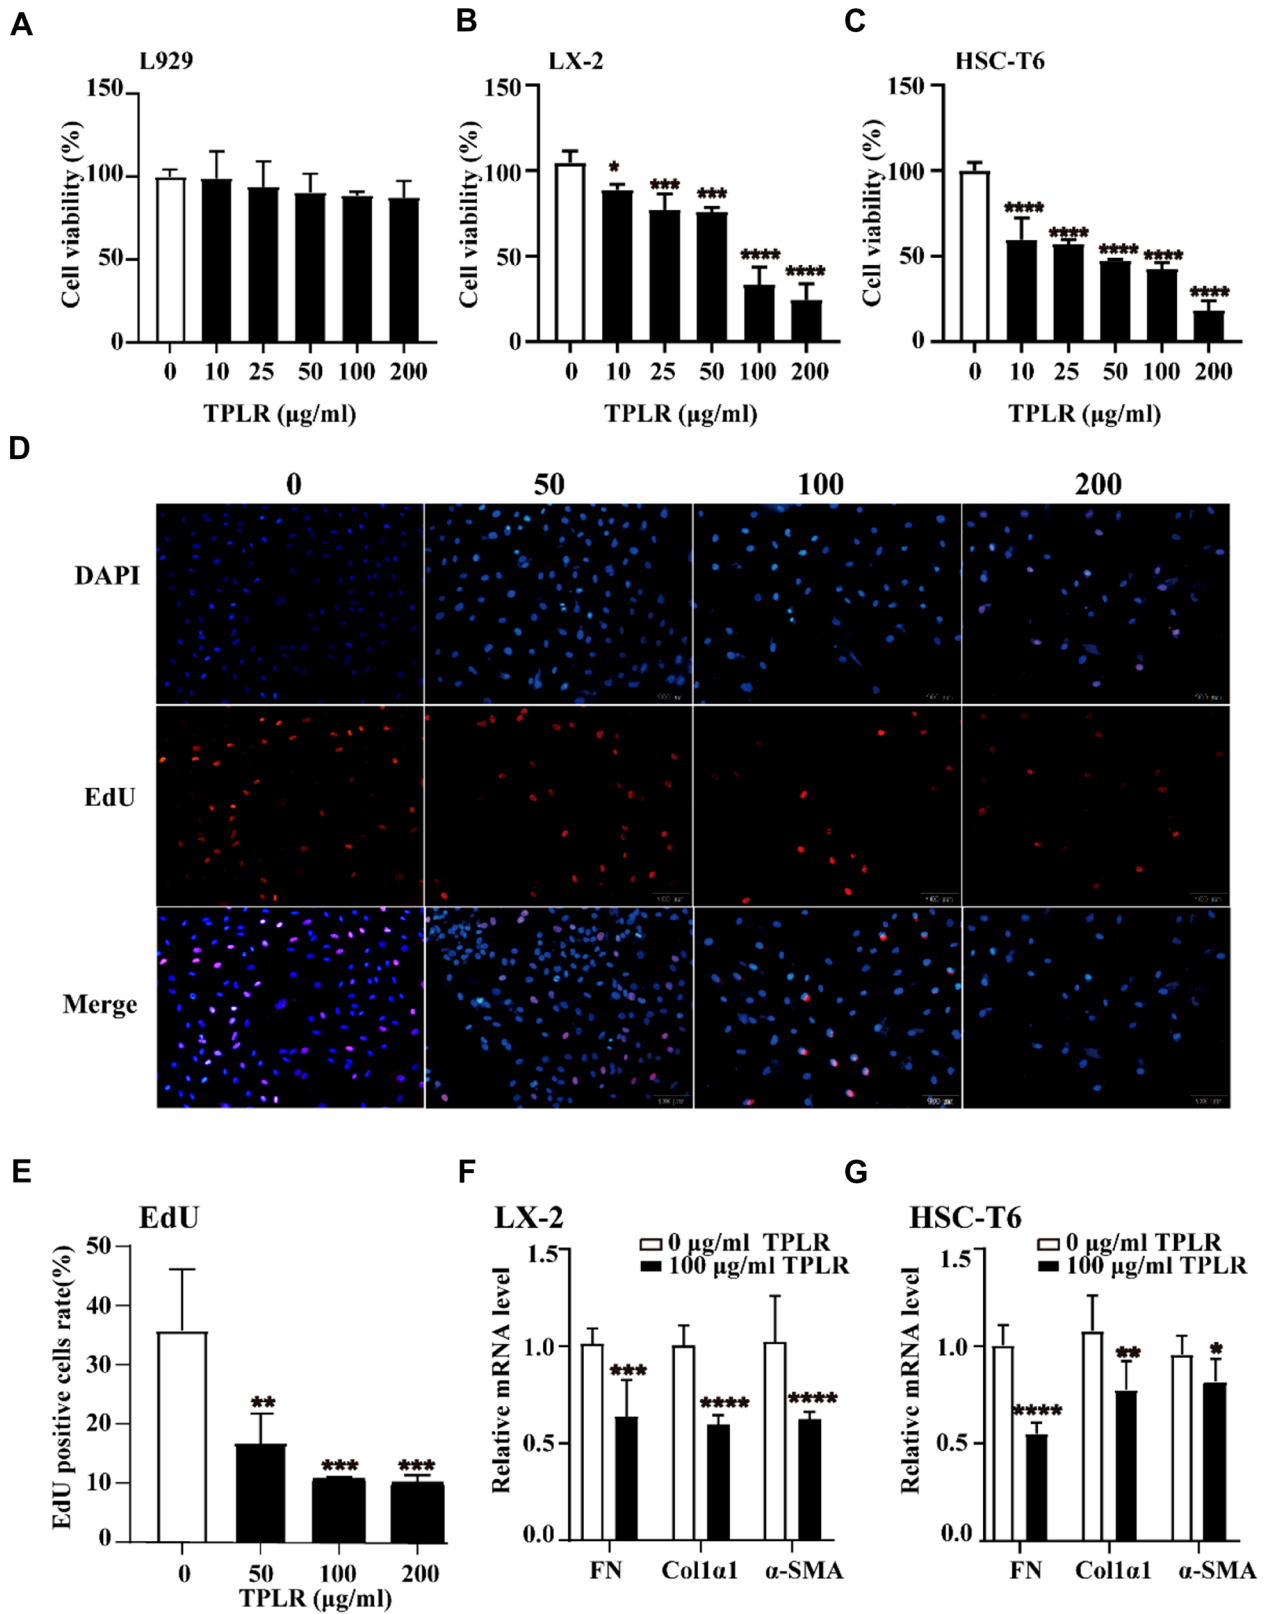 A
B
C
L929
LX-2
HSC-T6
Cell viability (%)
150
100
50
0
0 10 25 50 100 200
TPLR (μg/ml)
Cell viability (%)
150
100
50
0
* *** *** **** ****
0 10 25 50 100 200
TPLR (μg/ml)
Cell viability (%)
150
100
50
0
**** **** **** **** ****
0 10 25 50 100 200
TPLR (μg/ml)
D
0 50 100 200
DAPI
EdU
Merge
E
EdU
EdU positive cells rate(%)
50
40
30
20
10
0
** *** ***
0 50 100 200
TPLR (μg/ml)
F
LX-2
0 μg/ml TPLR
100 μg/ml TPLR
Relative mRNA level
1.5
1.0
0.5
0.0
*** **** ****
FN Col1α1 α-SMA
G
HSC-T6
0 μg/ml TPLR
100 μg/ml TPLR
Relative mRNA level
1.5
1.0
0.5
0.0
**** ** *
FN Col1α1 α-SMA